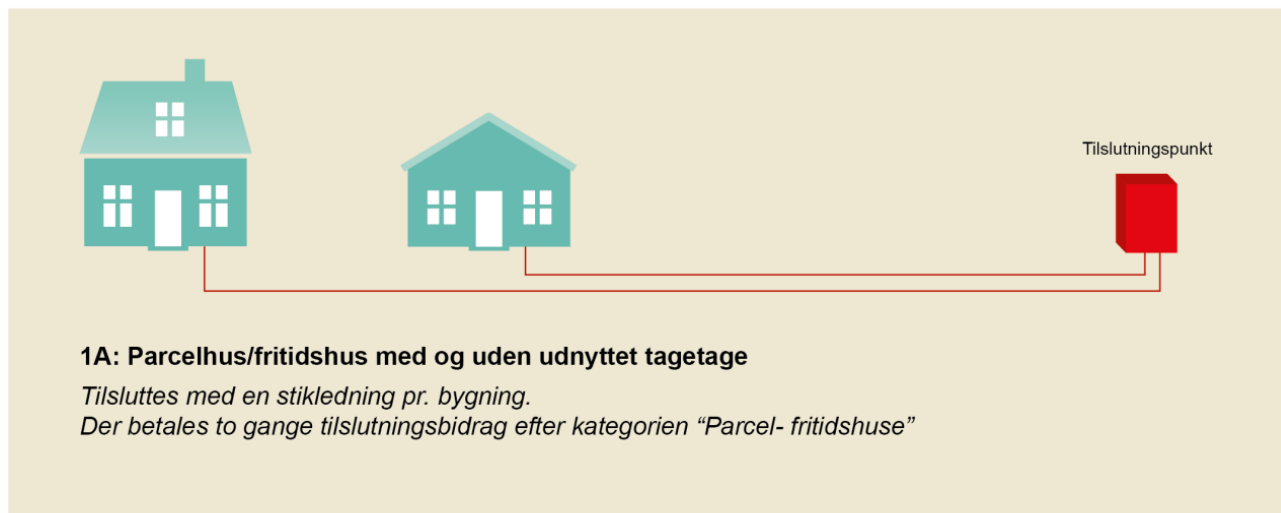 Tilslutningspunkt
1A: Parcelhus/fritidshus med og uden udnyttet tagetage
Tilsluttes med en stikledning pr. bygning.
Der betales to gange tilslutningsbidrag efter kategorien “Parcel- fritidshuse”